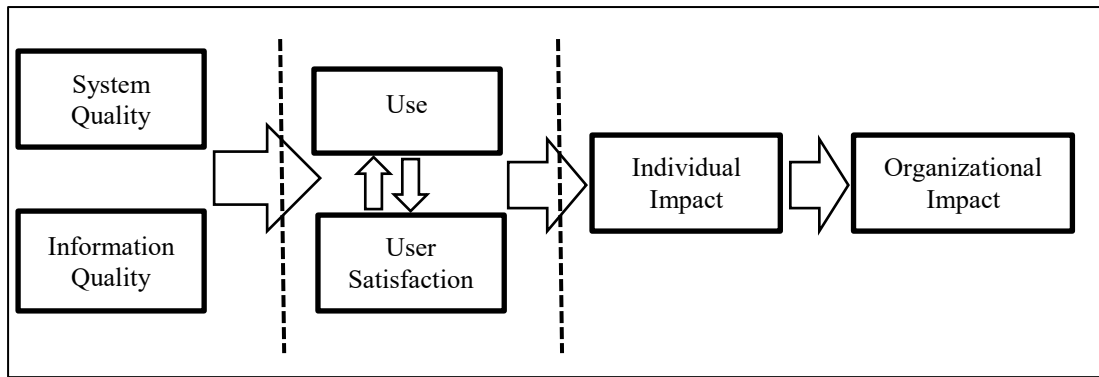 System
Quality
Information
Quality
Use
User
Satisfaction
Individual
Impact
Organizational
Impact